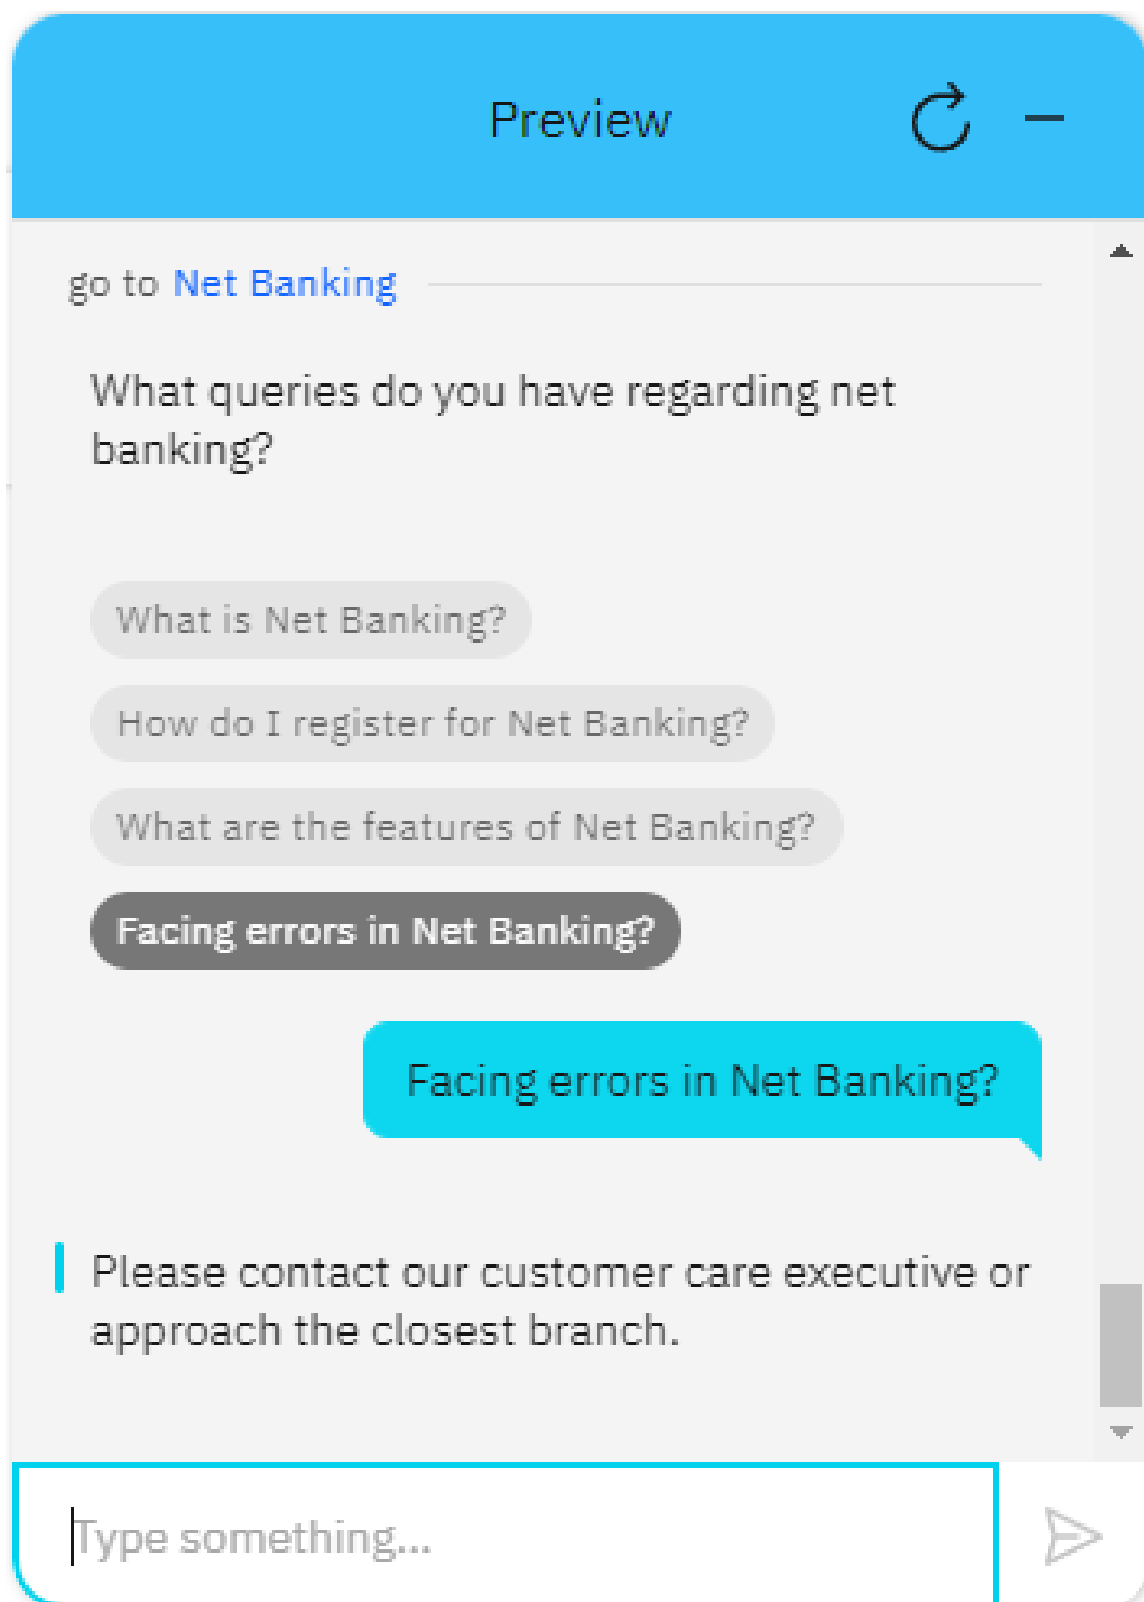 Preview
go to Net Banking
What queries do you have regarding net
banking?
What is Net Banking?
How do I register for Net Banking?
What are the features of Net Banking?
Facing errors in Net Banking?
Facing errors in Net Banking?
Please contact our customer care executive or
approach the closest branch.
Type something...